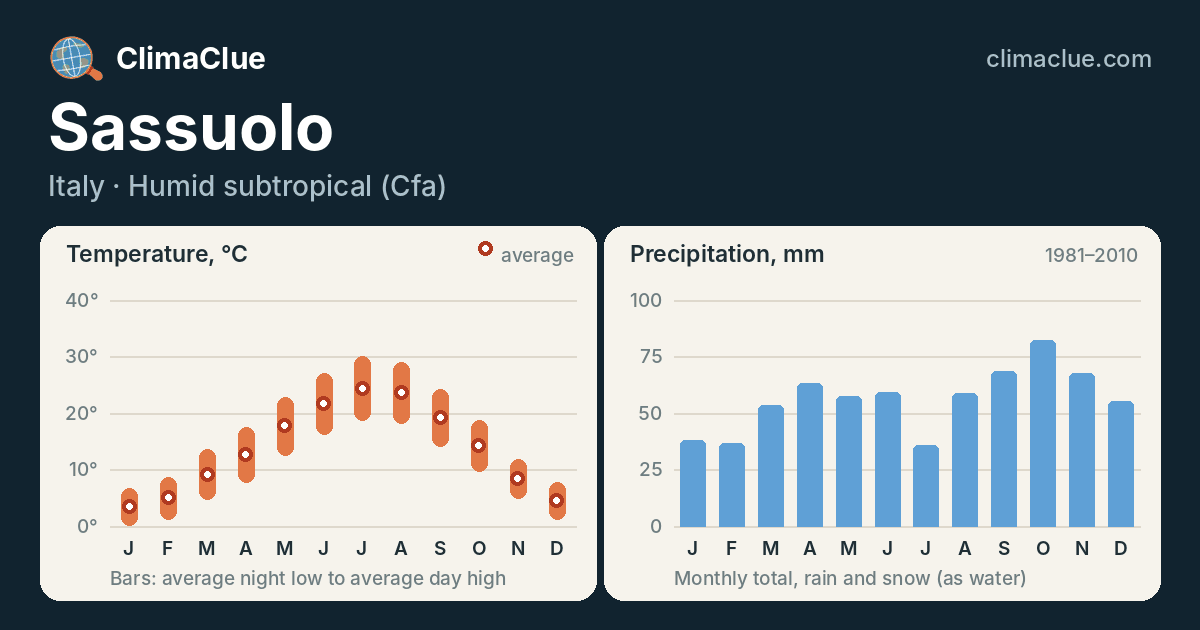 ClimaClue
climaclue.com
Sassuolo
Italy · Humid subtropical (Cfa)
Temperature, °C
average
40°
30°
20°
10°
0°
J F M A M J J A S O N D
Bars: average night low to average day high
Precipitation, mm
1981–2010
100
75
50
25
0
J F M A M J J A S O N D
Monthly total, rain and snow (as water)